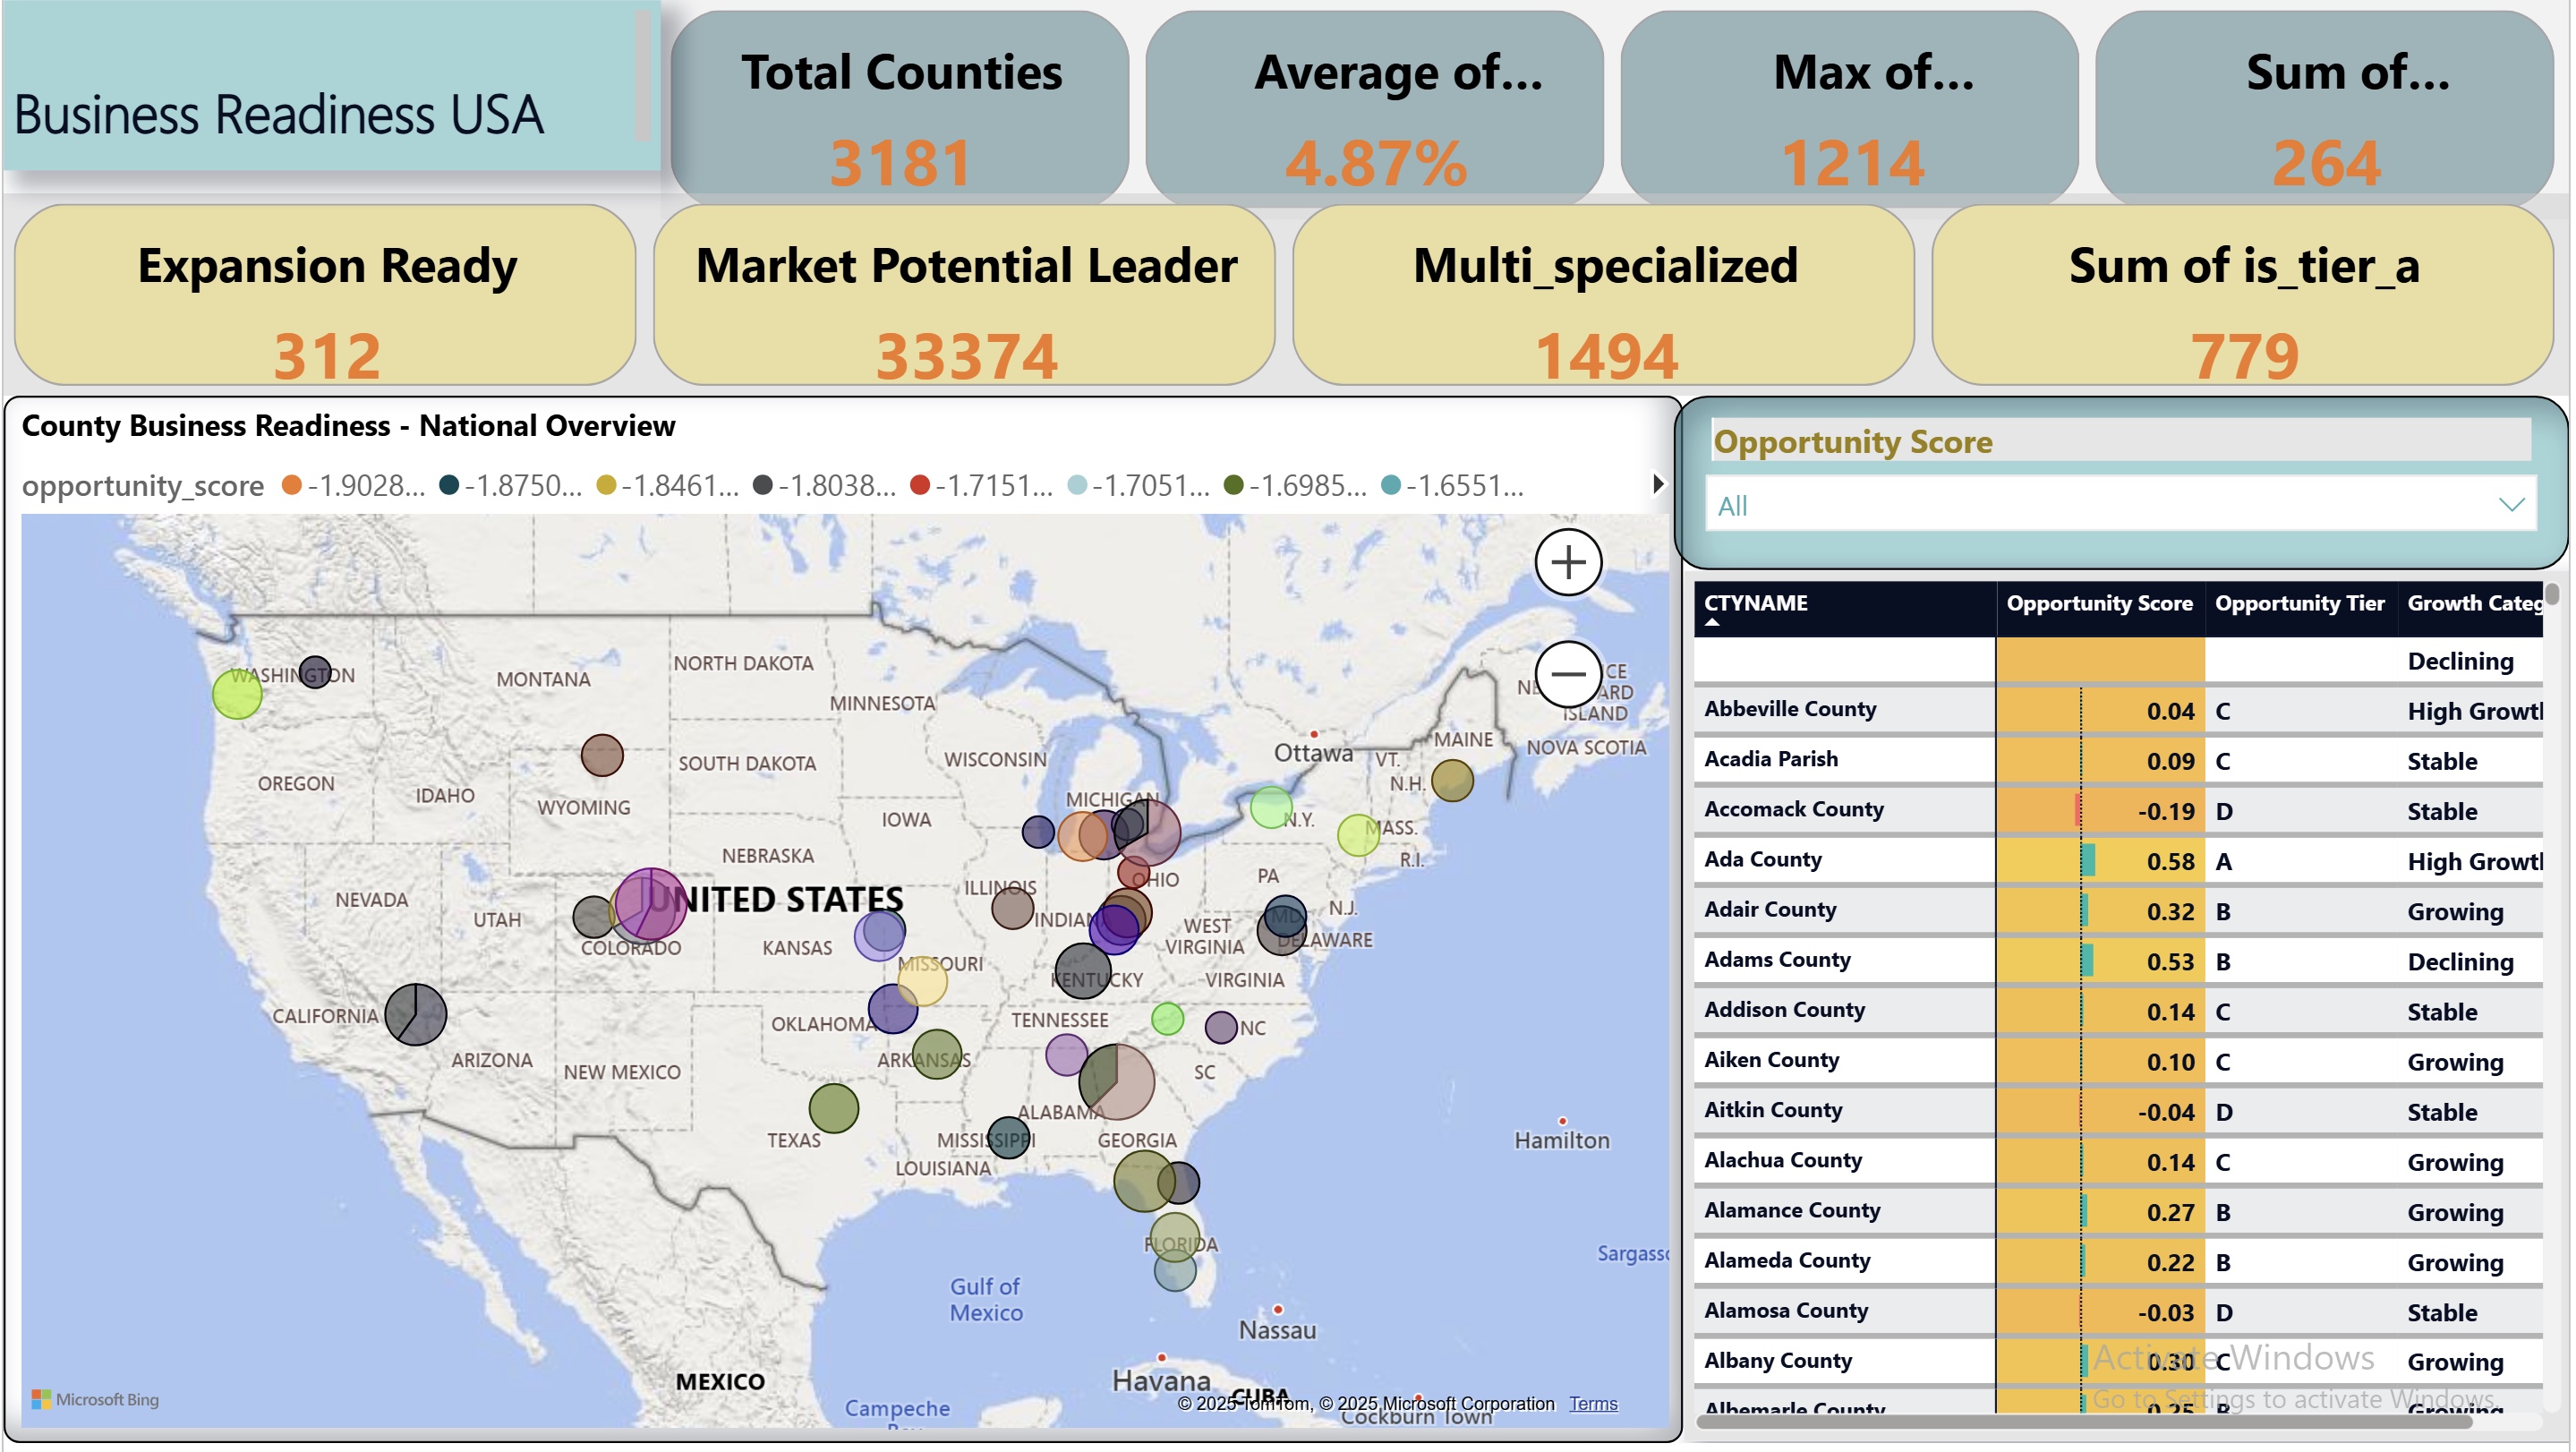 Business Readiness USA
Total Counties
3181
Average of...
4.87%
Max of...
1214
Sum of...
264
Expansion Ready
312
Market Potential Leader
33374
Multi_specialized
1494
Sum of is_tier_a
779
County Business Readiness - National Overview
opportunity_score -1.9028... -1.8750... -1.8461... -1.8038... -1.7151... -1.7051... -1.6985... -1.6551...
WASHINGTON
MONTANA
NORTH DAKOTA
MINNESOTA
OREGON
IDAHO
WYOMING
SOUTH DAKOTA
WISCONSIN
MICHIGAN
Ottawa
VT.
N.H.
MAINE
NOVA SCOTIA
ISLAND
IOWA
NEBRASKA
N.Y.
MASS.
R.I.
NEVADA
UTAH
COLORADO
UNITED STATES
KANSAS
ILLINOIS
INDIAN
OHIO
PA
N.J.
MD
DELAWARE
WEST
VIRGINIA
VIRGINIA
MISSOURI
KENTUCKY
CALIFORNIA
ARIZONA
NEW MEXICO
OKLAHOMA
ARKANSAS
TENNESSEE
NC
SC
TEXAS
LOUISIANA
MISSISSIPPI
ALABAMA
GEORGIA
FLORIDA
Hamilton
Gulf of
Mexico
Nassau
Havana
CUBA
MEXICO
Campeche
Cockburn Town
Microsoft Bing
© 2025 TomTom, © 2025 Microsoft Corporation Terms
Opportunity Score
All
CTYNAME Opportunity Score Opportunity Tier Growth Categ
Declining
Abbeville County 0.04 C High Growth
Acadia Parish 0.09 C Stable
Accomack County -0.19 D Stable
Ada County 0.58 A High Growth
Adair County 0.32 B Growing
Adams County 0.53 B Declining
Addison County 0.14 C Stable
Aiken County 0.10 C Growing
Aitkin County -0.04 D Stable
Alachua County 0.14 C Growing
Alamance County 0.27 B Growing
Alameda County 0.22 B Growing
Alamosa County -0.03 D Stable
Albany County 0.30 C Growing
Albemarle County 0.25 B Growing
Activate Windows
Go to Settings to activate Windows.